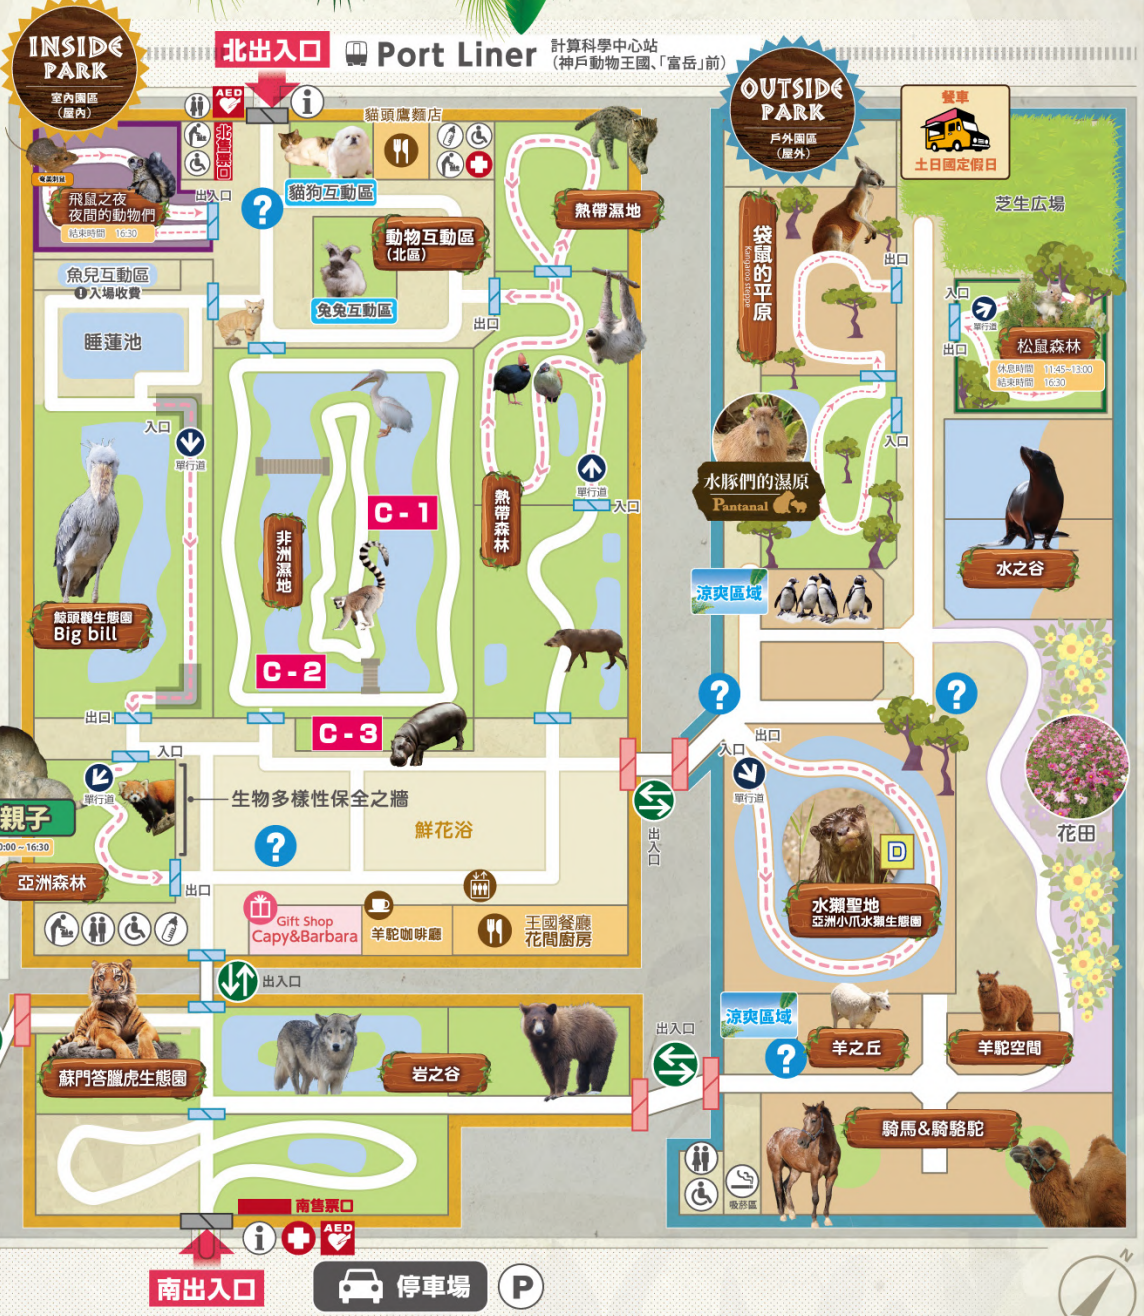 INSIDE
PARK
室內園區
(屋內)
北出入口
Port Liner
計算科學中心站
(神戶動物王國、「富岳」前)
OUTSIDE
PARK
戶外園區
(屋外)
餐車
土日國定假日
AED
北售票口
i
貓頭鷹麵店
飛鼠之夜
夜間的動物們
結束時間 16:30
出入口
?
貓狗互動區
動物互動區
(北區)
兔兔互動區
熱帶濕地
袋鼠的平原
Kangaroo steppe
出口
芝生広場
魚兒互動區
!入場收費
睡蓮池
出口
入口
單行道
出口
松鼠森林
休息時間 11:45~13:00
結束時間 16:30
入口
單行道
入口
水豚們的濕原
Pantanal
C - 1
熱帶森林
單行道
入口
非洲濕地
水之谷
涼爽區域
鯨頭鸛生態園
Big bill
C - 2
出口
C - 3
?
?
入口
單行道
生物多樣性保全之牆
出口
入口
單行道
親子
0:00 ~ 16:30
?
鮮花浴
出入口
花田
亞洲森林
出口
D
水獺聖地
亞洲小爪水獺生態園
Gift Shop
Capy&Barbara
羊駝咖啡廳
王國餐廳
花間廚房
出入口
涼爽區域
出入口
?
羊之丘
羊駝空間
蘇門答臘虎生態園
岩之谷
騎馬&騎駱駝
吸菸區
南售票口
i
AED
南出入口
停車場
P
N